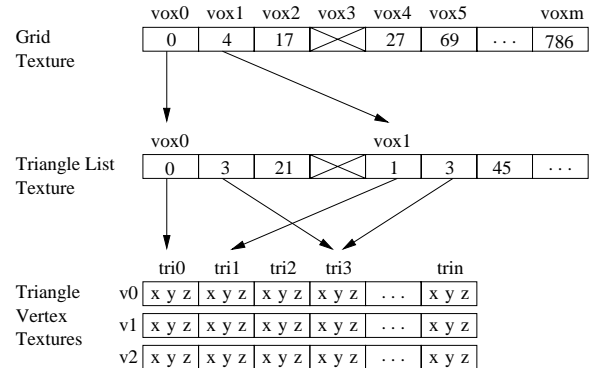 vox0 vox1 vox2 vox3 vox4 vox5 voxm
Grid Texture
0 4 17 27 69 . . . 786
vox0 vox1
Triangle List Texture
0 3 21 1 3 45 . . .
tri0 tri1 tri2 tri3 trin
Triangle Vertex Textures
v0 x y z x y z x y z x y z . . . x y z
v1 x y z x y z x y z x y z . . . x y z
v2 x y z x y z x y z x y z . . . x y z